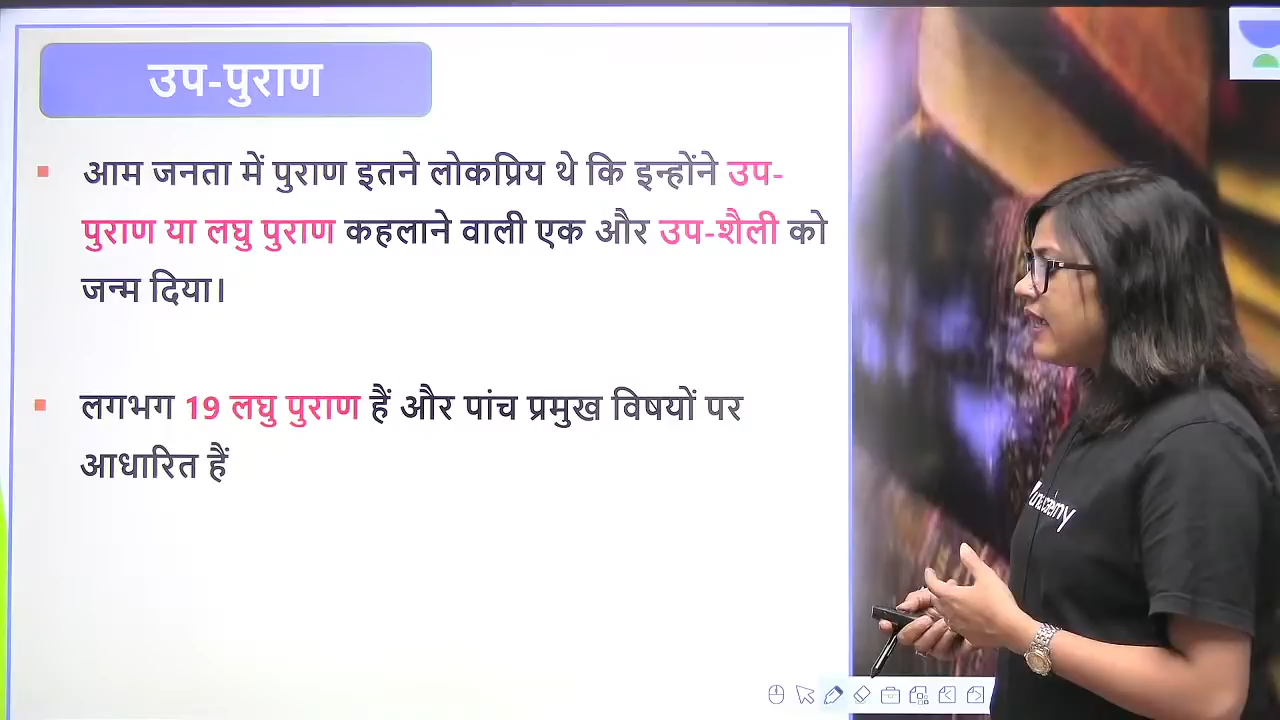 उप-पुराण
आम जनता में पुराण इतने लोकप्रिय थे कि इन्होंने उप-
पुराण या लघु पुराण कहलाने वाली एक और उप-शैली को
जन्म दिया।
लगभग 19 लघु पुराण हैं और पांच प्रमुख विषयों पर
आधारित हैं